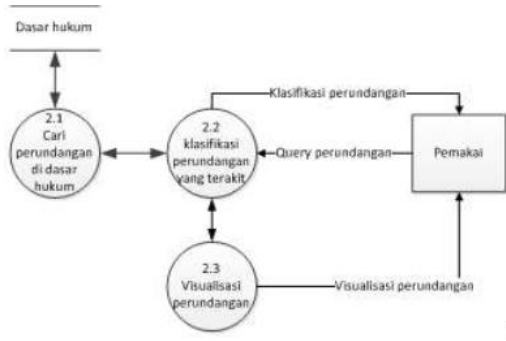 Dasar hukum
2.1
Cari
perundangan
di dasar
hukum
2.2
klasifikasi
perundangan
yang terakit
Klasifikasi perundangan
Query perundangan
Pemakai
2.3
Visualisasi
perundangan
Visualisasi perundangan